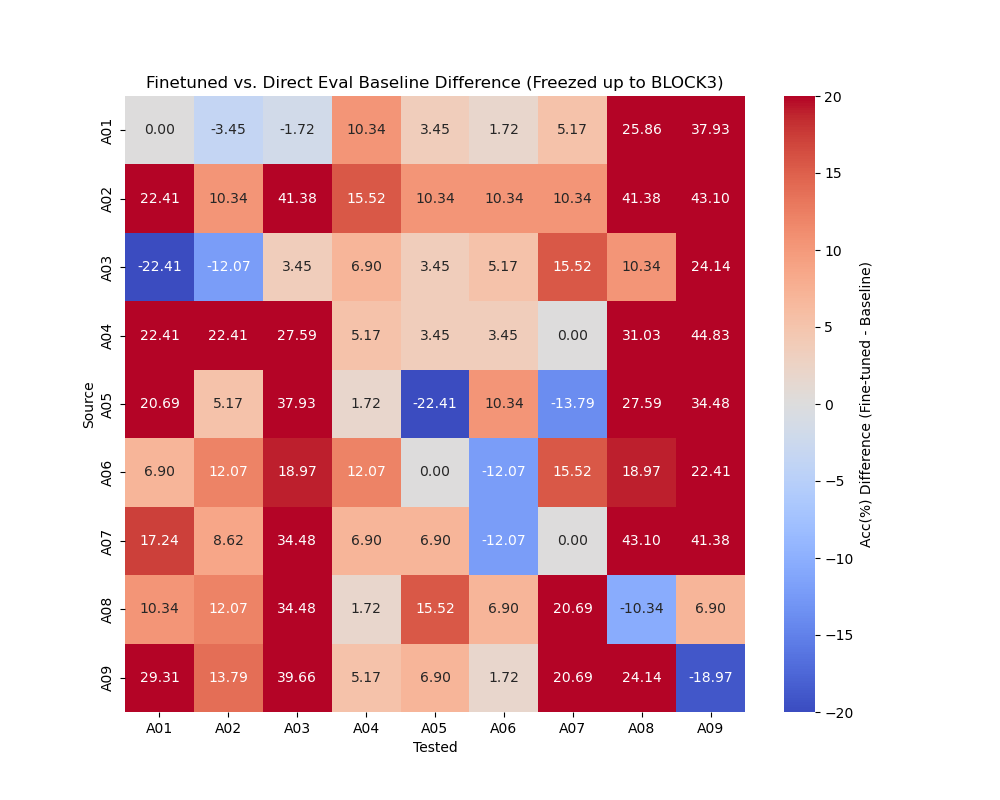 Finetuned vs. Direct Eval Baseline Difference (Freezed up to BLOCK3)
A01 0.00 -3.45 -1.72 10.34 3.45 1.72 5.17 25.86 37.93
A02 22.41 10.34 41.38 15.52 10.34 10.34 10.34 41.38 43.10
A03 -22.41 -12.07 3.45 6.90 3.45 5.17 15.52 10.34 24.14
A04 22.41 22.41 27.59 5.17 3.45 3.45 0.00 31.03 44.83
A05 20.69 5.17 37.93 1.72 -22.41 10.34 -13.79 27.59 34.48
A06 6.90 12.07 18.97 12.07 0.00 -12.07 15.52 18.97 22.41
A07 17.24 8.62 34.48 6.90 6.90 -12.07 0.00 43.10 41.38
A08 10.34 12.07 34.48 1.72 15.52 6.90 20.69 -10.34 6.90
A09 29.31 13.79 39.66 5.17 6.90 1.72 20.69 24.14 -18.97
A01 A02 A03 A04 A05 A06 A07 A08 A09
Tested
Source
20
15
10
5
0
−5
−10
−15
−20
Acc(%) Difference (Fine-tuned - Baseline)